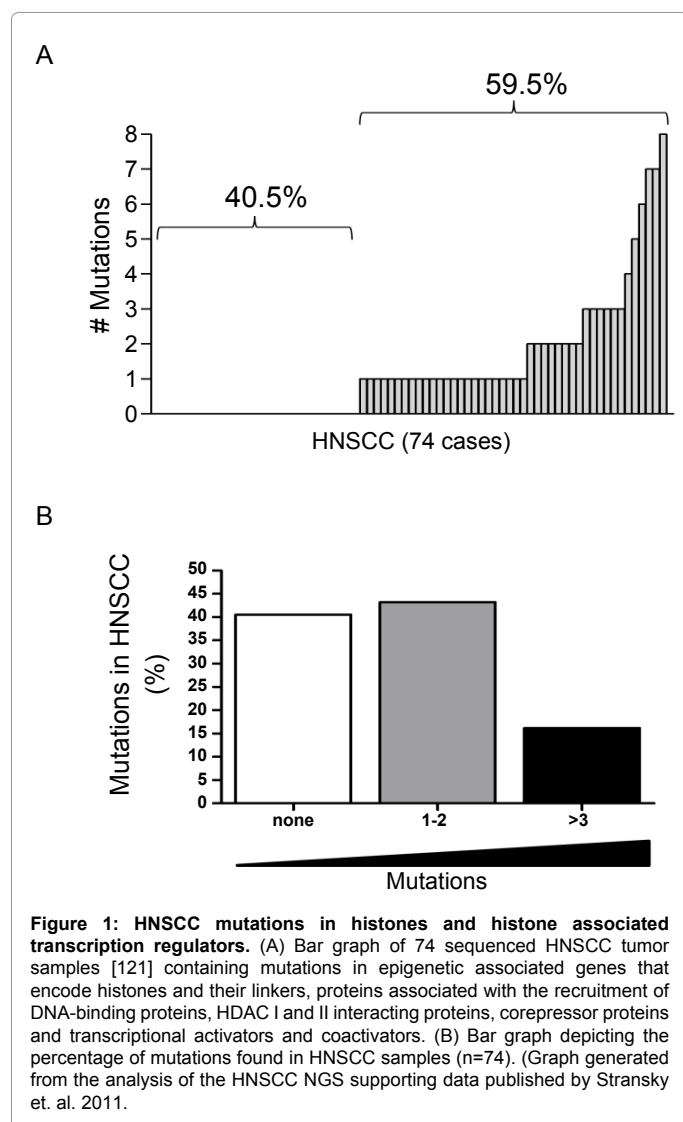 A
59.5%
40.5%
# Mutations
8
7
6
5
4
3
2
1
0
HNSCC (74 cases)
B
Mutations in HNSCC
(%)
50
45
40
35
30
25
20
15
10
5
0
none 1-2 >3
Mutations
Figure 1: HNSCC mutations in histones and histone associated
transcription regulators. (A) Bar graph of 74 sequenced HNSCC tumor
samples [121] containing mutations in epigenetic associated genes that
encode histones and their linkers, proteins associated with the recruitment of
DNA-binding proteins, HDAC I and II interacting proteins, corepressor proteins
and transcriptional activators and coactivators. (B) Bar graph depicting the
percentage of mutations found in HNSCC samples (n=74). (Graph generated
from the analysis of the HNSCC NGS supporting data published by Stransky
et. al. 2011.